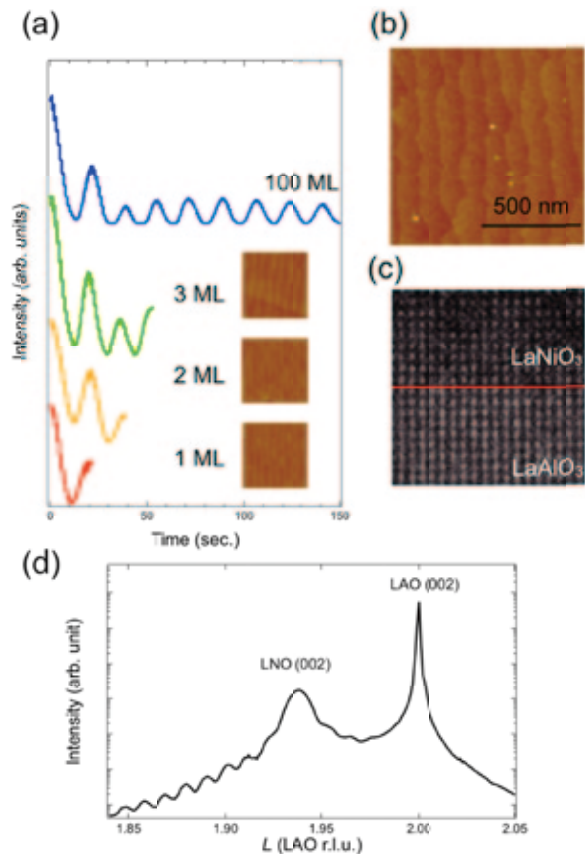 (a)
(b)
100 ML
3 ML
2 ML
1 ML
Intensity (arb. units)
0 50 100 150
Time (sec.)
500 nm
(c)
LaNiO₃
LaAlO₃
(d)
LAO (002)
LNO (002)
Intensity (arb. unit)
1.85 1.90 1.95 2.00 2.05
L (LAO r.l.u.)